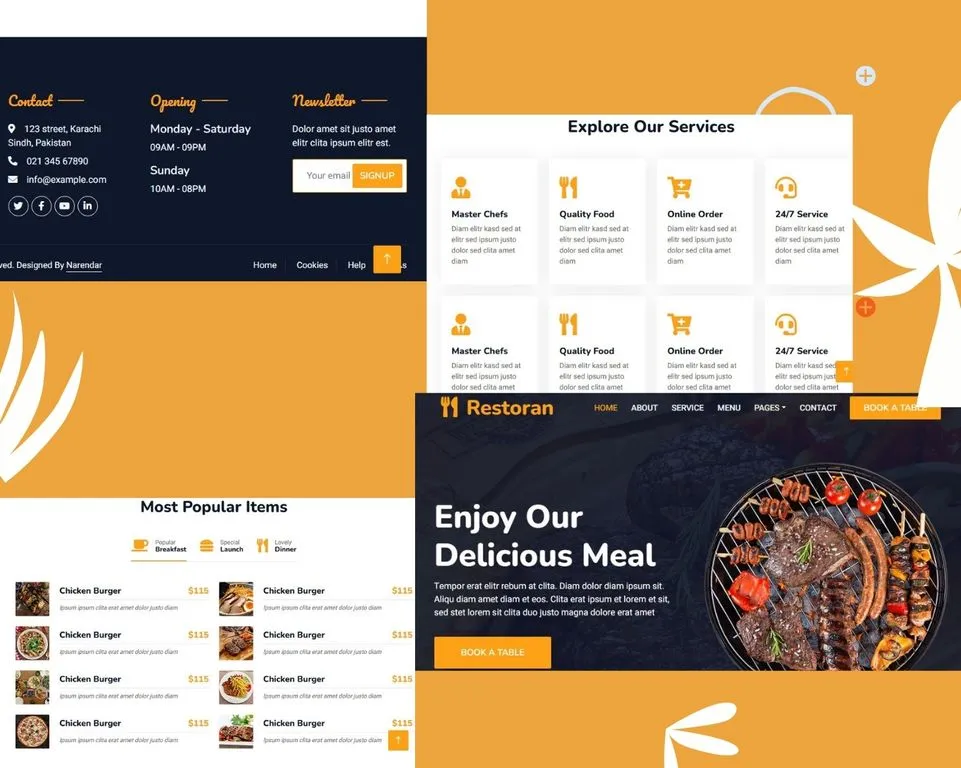 Contact
123 street, Karachi
Sindh, Pakistan
021 345 67890
info@example.com
Opening
Monday - Saturday
09AM - 09PM
Sunday
10AM - 08PM
Newsletter
Dolor amet sit justo amet
elitr clita ipsum elitr est.
Your email SIGNUP
ved. Designed By Narendar
Home Cookies Help
Explore Our Services
Master Chefs
Diam elitr kasd sed at
elitr sed ipsum justo
dolor sed clita amet
diam
Quality Food
Diam elitr kasd sed at
elitr sed ipsum justo
dolor sed clita amet
diam
Online Order
Diam elitr kasd sed at
elitr sed ipsum justo
dolor sed clita amet
diam
24/7 Service
Diam elitr kasd sed at
elitr sed ipsum justo
dolor sed clita amet
diam
Master Chefs
Diam elitr kasd sed at
elitr sed ipsum justo
dolor sed clita amet
Quality Food
Diam elitr kasd sed at
elitr sed ipsum justo
dolor sed clita amet
Online Order
Diam elitr kasd sed at
elitr sed ipsum justo
dolor sed clita amet
24/7 Service
Diam elitr kasd sed at
elitr sed ipsum justo
dolor sed clita amet
Restoran
HOME ABOUT SERVICE MENU PAGES CONTACT BOOK A TABLE
Enjoy Our
Delicious Meal
Tempor erat elitr rebum at clita. Diam dolor diam ipsum sit.
Aliqu diam amet diam et eos. Clita erat ipsum et lorem et sit,
sed stet lorem sit clita duo justo magna dolore erat amet
BOOK A TABLE
Most Popular Items
Popular
Breakfast
Special
Launch
Lovely
Dinner
Chicken Burger $115
Ipsum ipsum clita erat amet dolor justo diam
Chicken Burger $115
Ipsum ipsum clita erat amet dolor justo diam
Chicken Burger $115
Ipsum ipsum clita erat amet dolor justo diam
Chicken Burger $115
Ipsum ipsum clita erat amet dolor justo diam
Chicken Burger $115
Ipsum ipsum clita erat amet dolor justo diam
Chicken Burger $115
Ipsum ipsum clita erat amet dolor justo diam
Chicken Burger $115
Ipsum ipsum clita erat amet dolor justo diam
Chicken Burger $115
Ipsum ipsum clita erat amet dolor justo diam